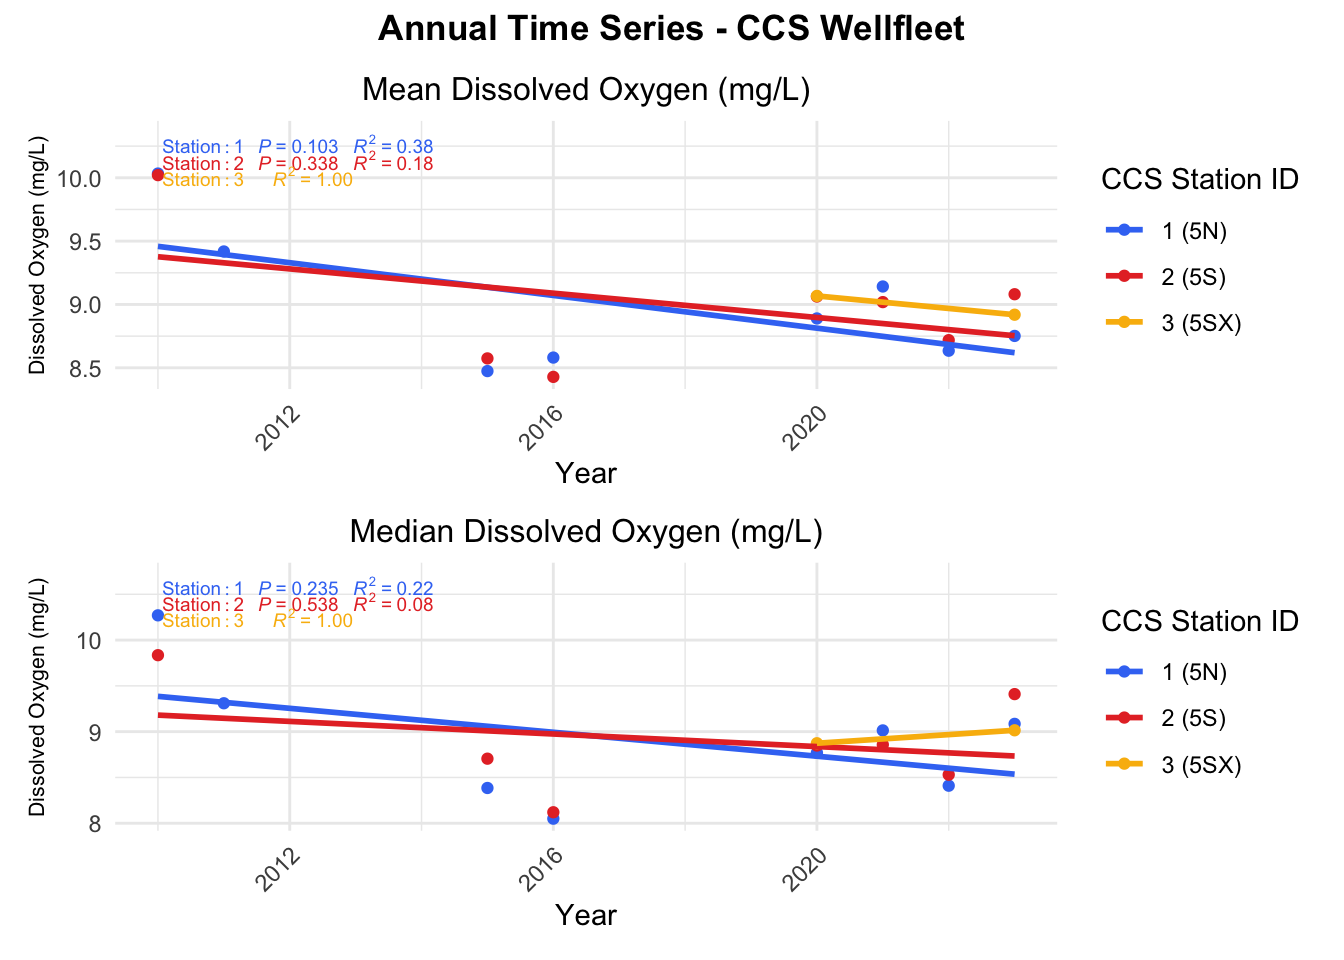 Annual Time Series - CCS Wellfleet
Mean Dissolved Oxygen (mg/L)
Dissolved Oxygen (mg/L)
10.0
9.5
9.0
8.5
Station : 1 P = 0.103 R² = 0.38
Station : 2 P = 0.338 R² = 0.18
Station : 3 R² = 1.00
2012
2016
2020
Year
CCS Station ID
1 (5N)
2 (5S)
3 (5SX)
Median Dissolved Oxygen (mg/L)
Dissolved Oxygen (mg/L)
10
9
8
Station : 1 P = 0.235 R² = 0.22
Station : 2 P = 0.538 R² = 0.08
Station : 3 R² = 1.00
2012
2016
2020
Year
CCS Station ID
1 (5N)
2 (5S)
3 (5SX)